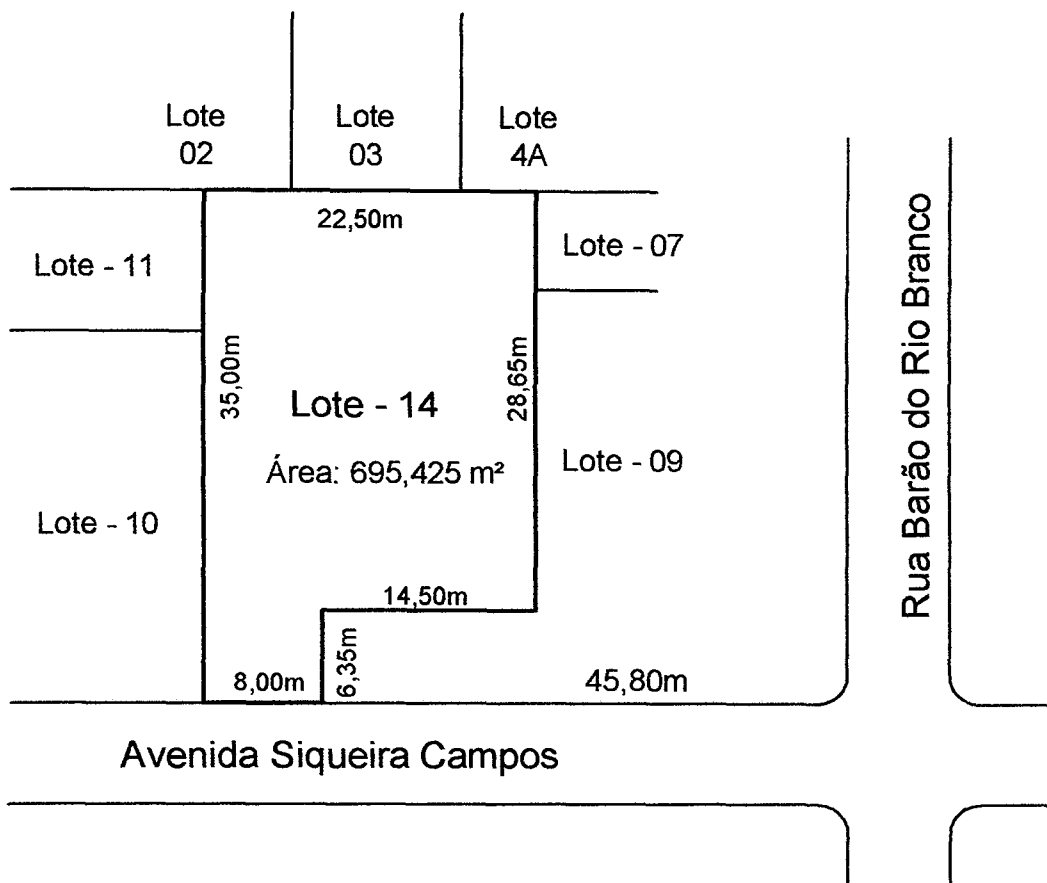 Lote
02
Lote
03
Lote
4A
22,50m
Lote - 11
Lote - 07
35,00m
28,65m
Lote - 14
Área: 695,425 m²
Lote - 09
Lote - 10
14,50m
6,35m
8,00m
45,80m
Rua Barão do Rio Branco
Avenida Siqueira Campos